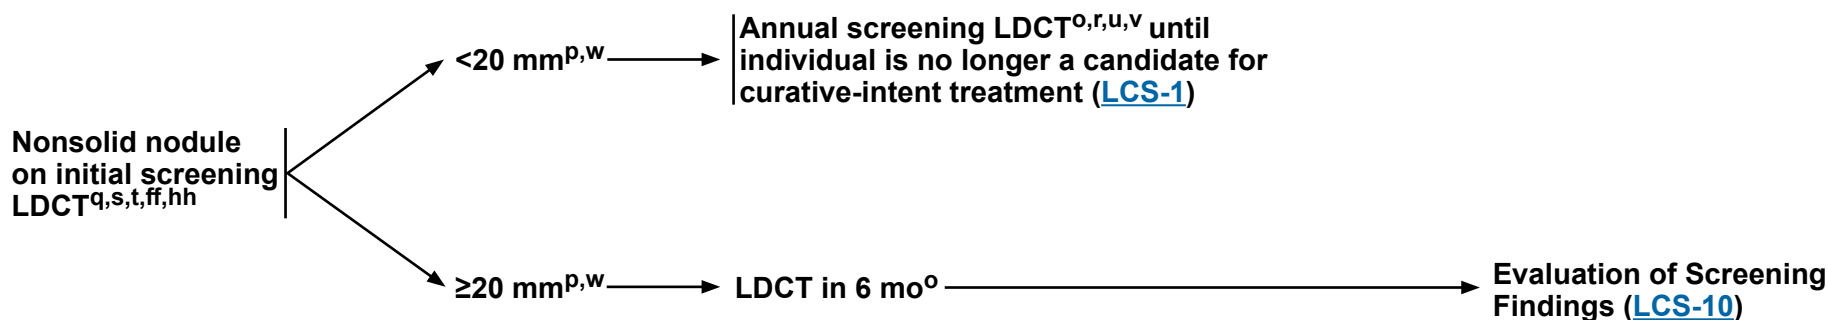 Nonsolid nodule
on initial screening
LDCTq,s,t,ff,hh
<20 mmp,w
Annual screening LDCTo,r,u,v until
individual is no longer a candidate for
curative-intent treatment (LCS-1)
≥20 mmp,w
LDCT in 6 moo
Evaluation of Screening
Findings (LCS-10)